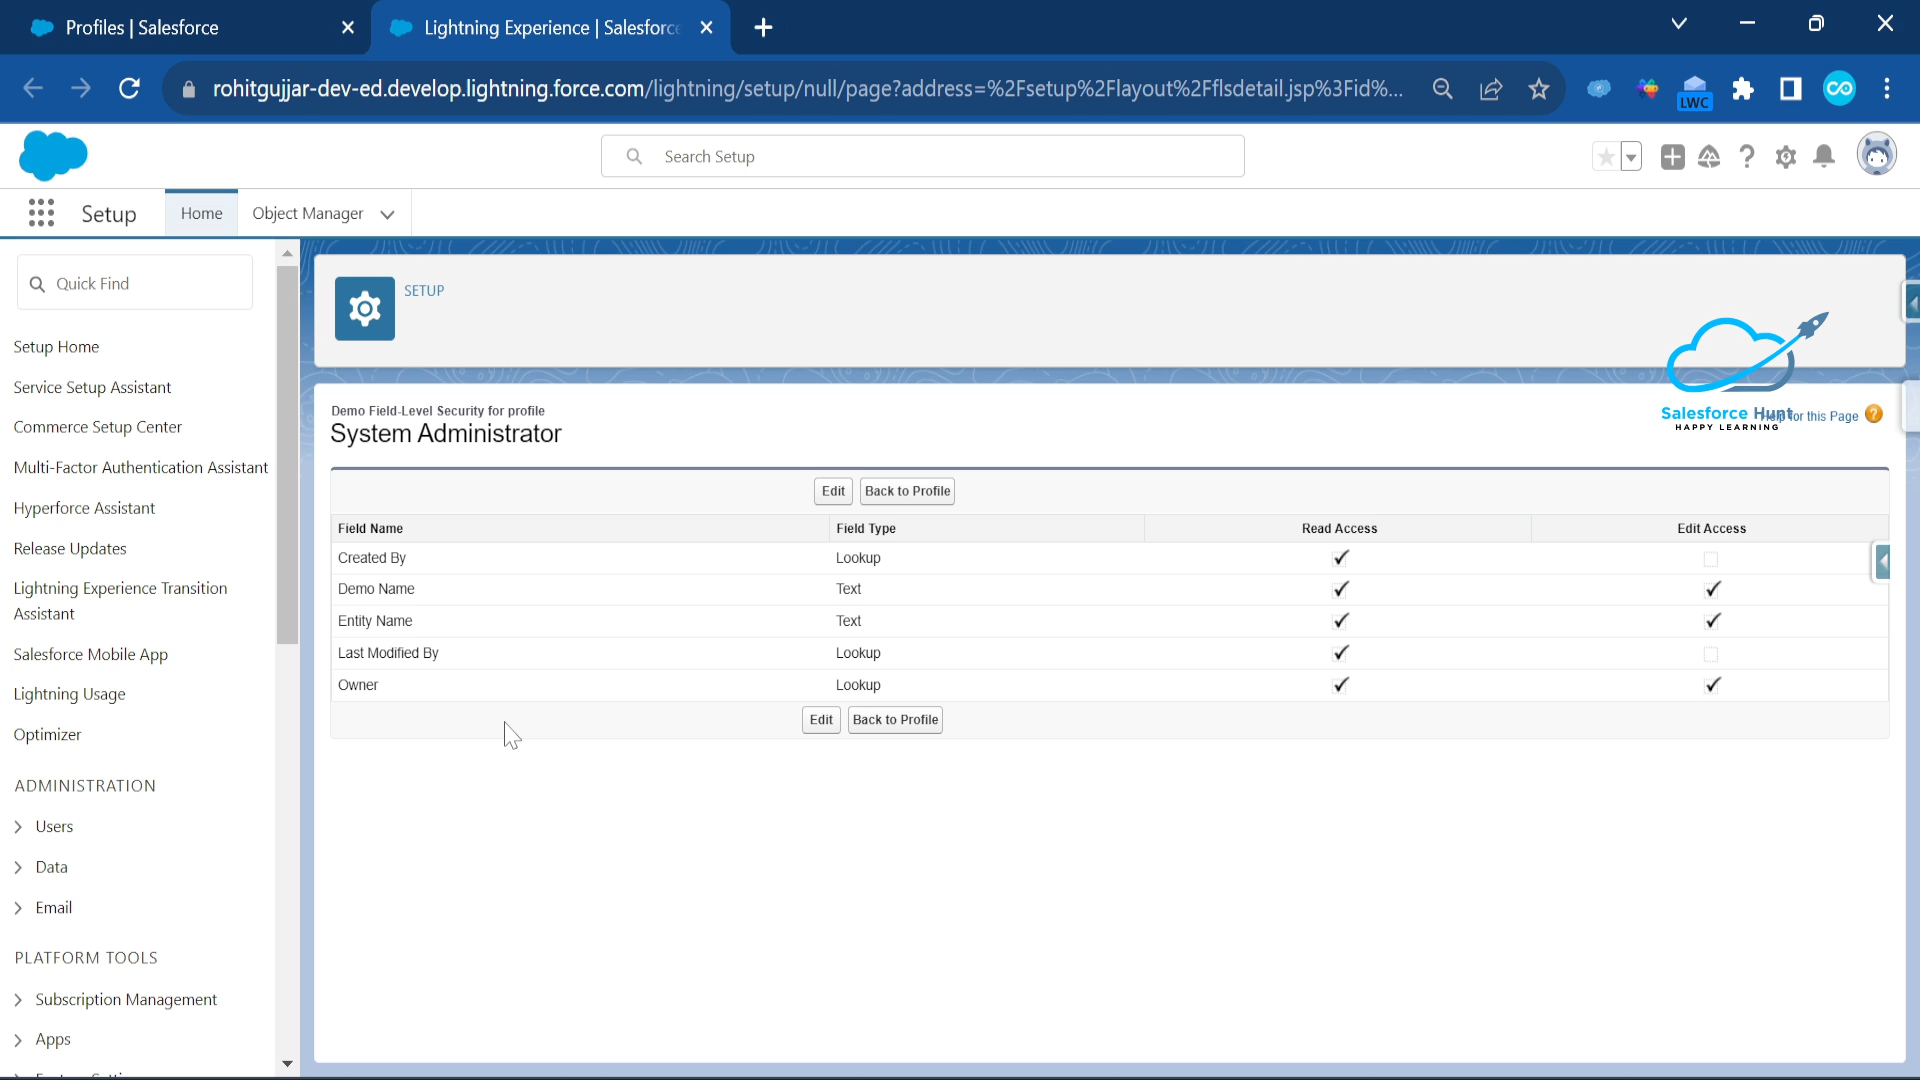 Profiles | Salesforce
Lightning Experience | Salesforce
rohitgujjar-dev-ed.develop.lightning.force.com/lightning/setup/null/page?address=%2Fsetup%2Flayout%2Fflsdetail.jsp%3Fid%...
LWC
Search Setup
Setup
Home
Object Manager
Quick Find
SETUP
Setup Home
Service Setup Assistant
Commerce Setup Center
Multi-Factor Authentication Assistant
Hyperforce Assistant
Release Updates
Lightning Experience Transition
Assistant
Salesforce Mobile App
Lightning Usage
Optimizer
ADMINISTRATION
Users
Data
Email
PLATFORM TOOLS
Subscription Management
Apps
Demo Field-Level Security for profile
System Administrator
Salesforce Hunt
HAPPY LEARNING
Help for this Page
Edit Back to Profile
Field Name Field Type Read Access Edit Access
Created By Lookup
Demo Name Text
Entity Name Text
Last Modified By Lookup
Owner Lookup
Edit Back to Profile